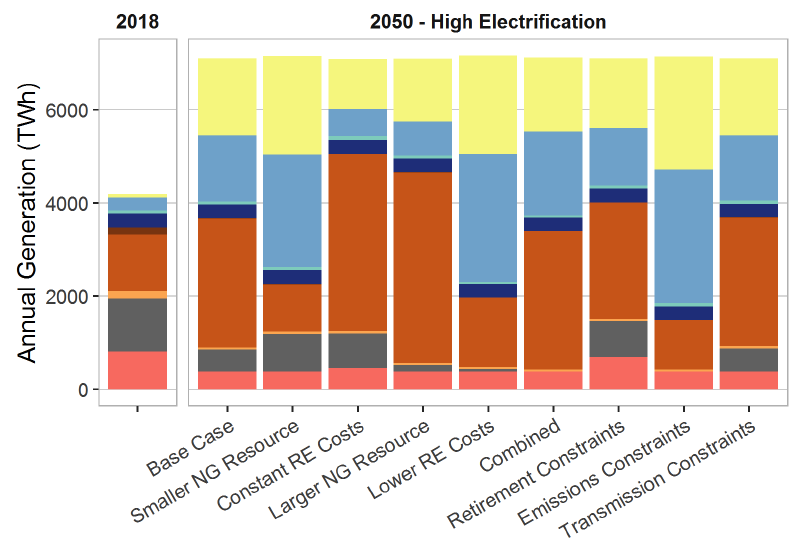 2018
2050 - High Electrification
Annual Generation (TWh)
6000
4000
2000
0
Base Case
Smaller NG Resource
Constant RE Costs
Larger NG Resource
Lower RE Costs
Combined
Retirement Constraints
Emissions Constraints
Transmission Constraints